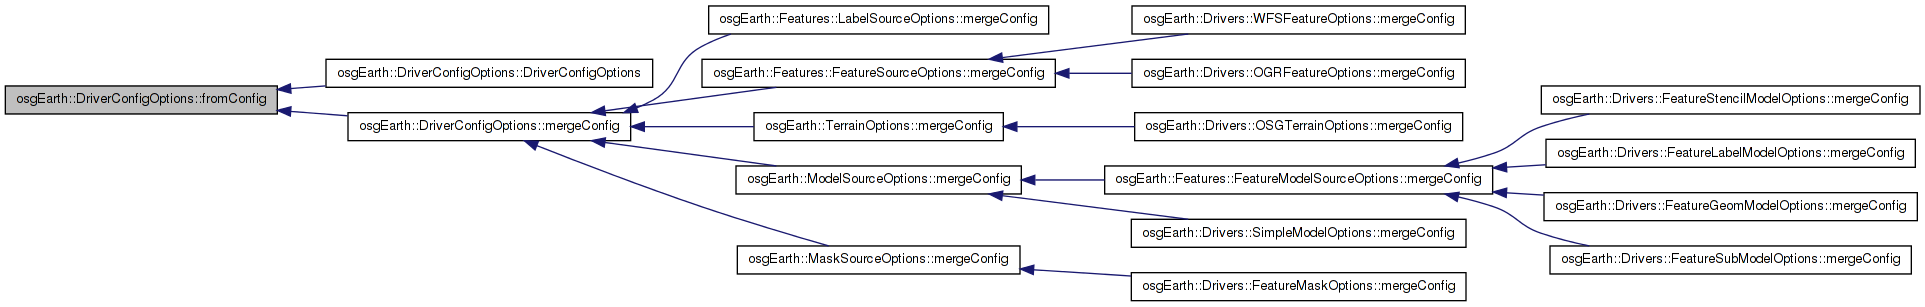 osgEarth::DriverConfigOptions::fromConfig
osgEarth::DriverConfigOptions::DriverConfigOptions
osgEarth::DriverConfigOptions::mergeConfig
osgEarth::Features::LabelSourceOptions::mergeConfig
osgEarth::Features::FeatureSourceOptions::mergeConfig
osgEarth::TerrainOptions::mergeConfig
osgEarth::ModelSourceOptions::mergeConfig
osgEarth::MaskSourceOptions::mergeConfig
osgEarth::Drivers::WFSFeatureOptions::mergeConfig
osgEarth::Drivers::OGRFeatureOptions::mergeConfig
osgEarth::Drivers::OSGTerrainOptions::mergeConfig
osgEarth::Features::FeatureModelSourceOptions::mergeConfig
osgEarth::Drivers::SimpleModelOptions::mergeConfig
osgEarth::Drivers::FeatureMaskOptions::mergeConfig
osgEarth::Drivers::FeatureStencilModelOptions::mergeConfig
osgEarth::Drivers::FeatureLabelModelOptions::mergeConfig
osgEarth::Drivers::FeatureGeomModelOptions::mergeConfig
osgEarth::Drivers::FeatureSubModelOptions::mergeConfig